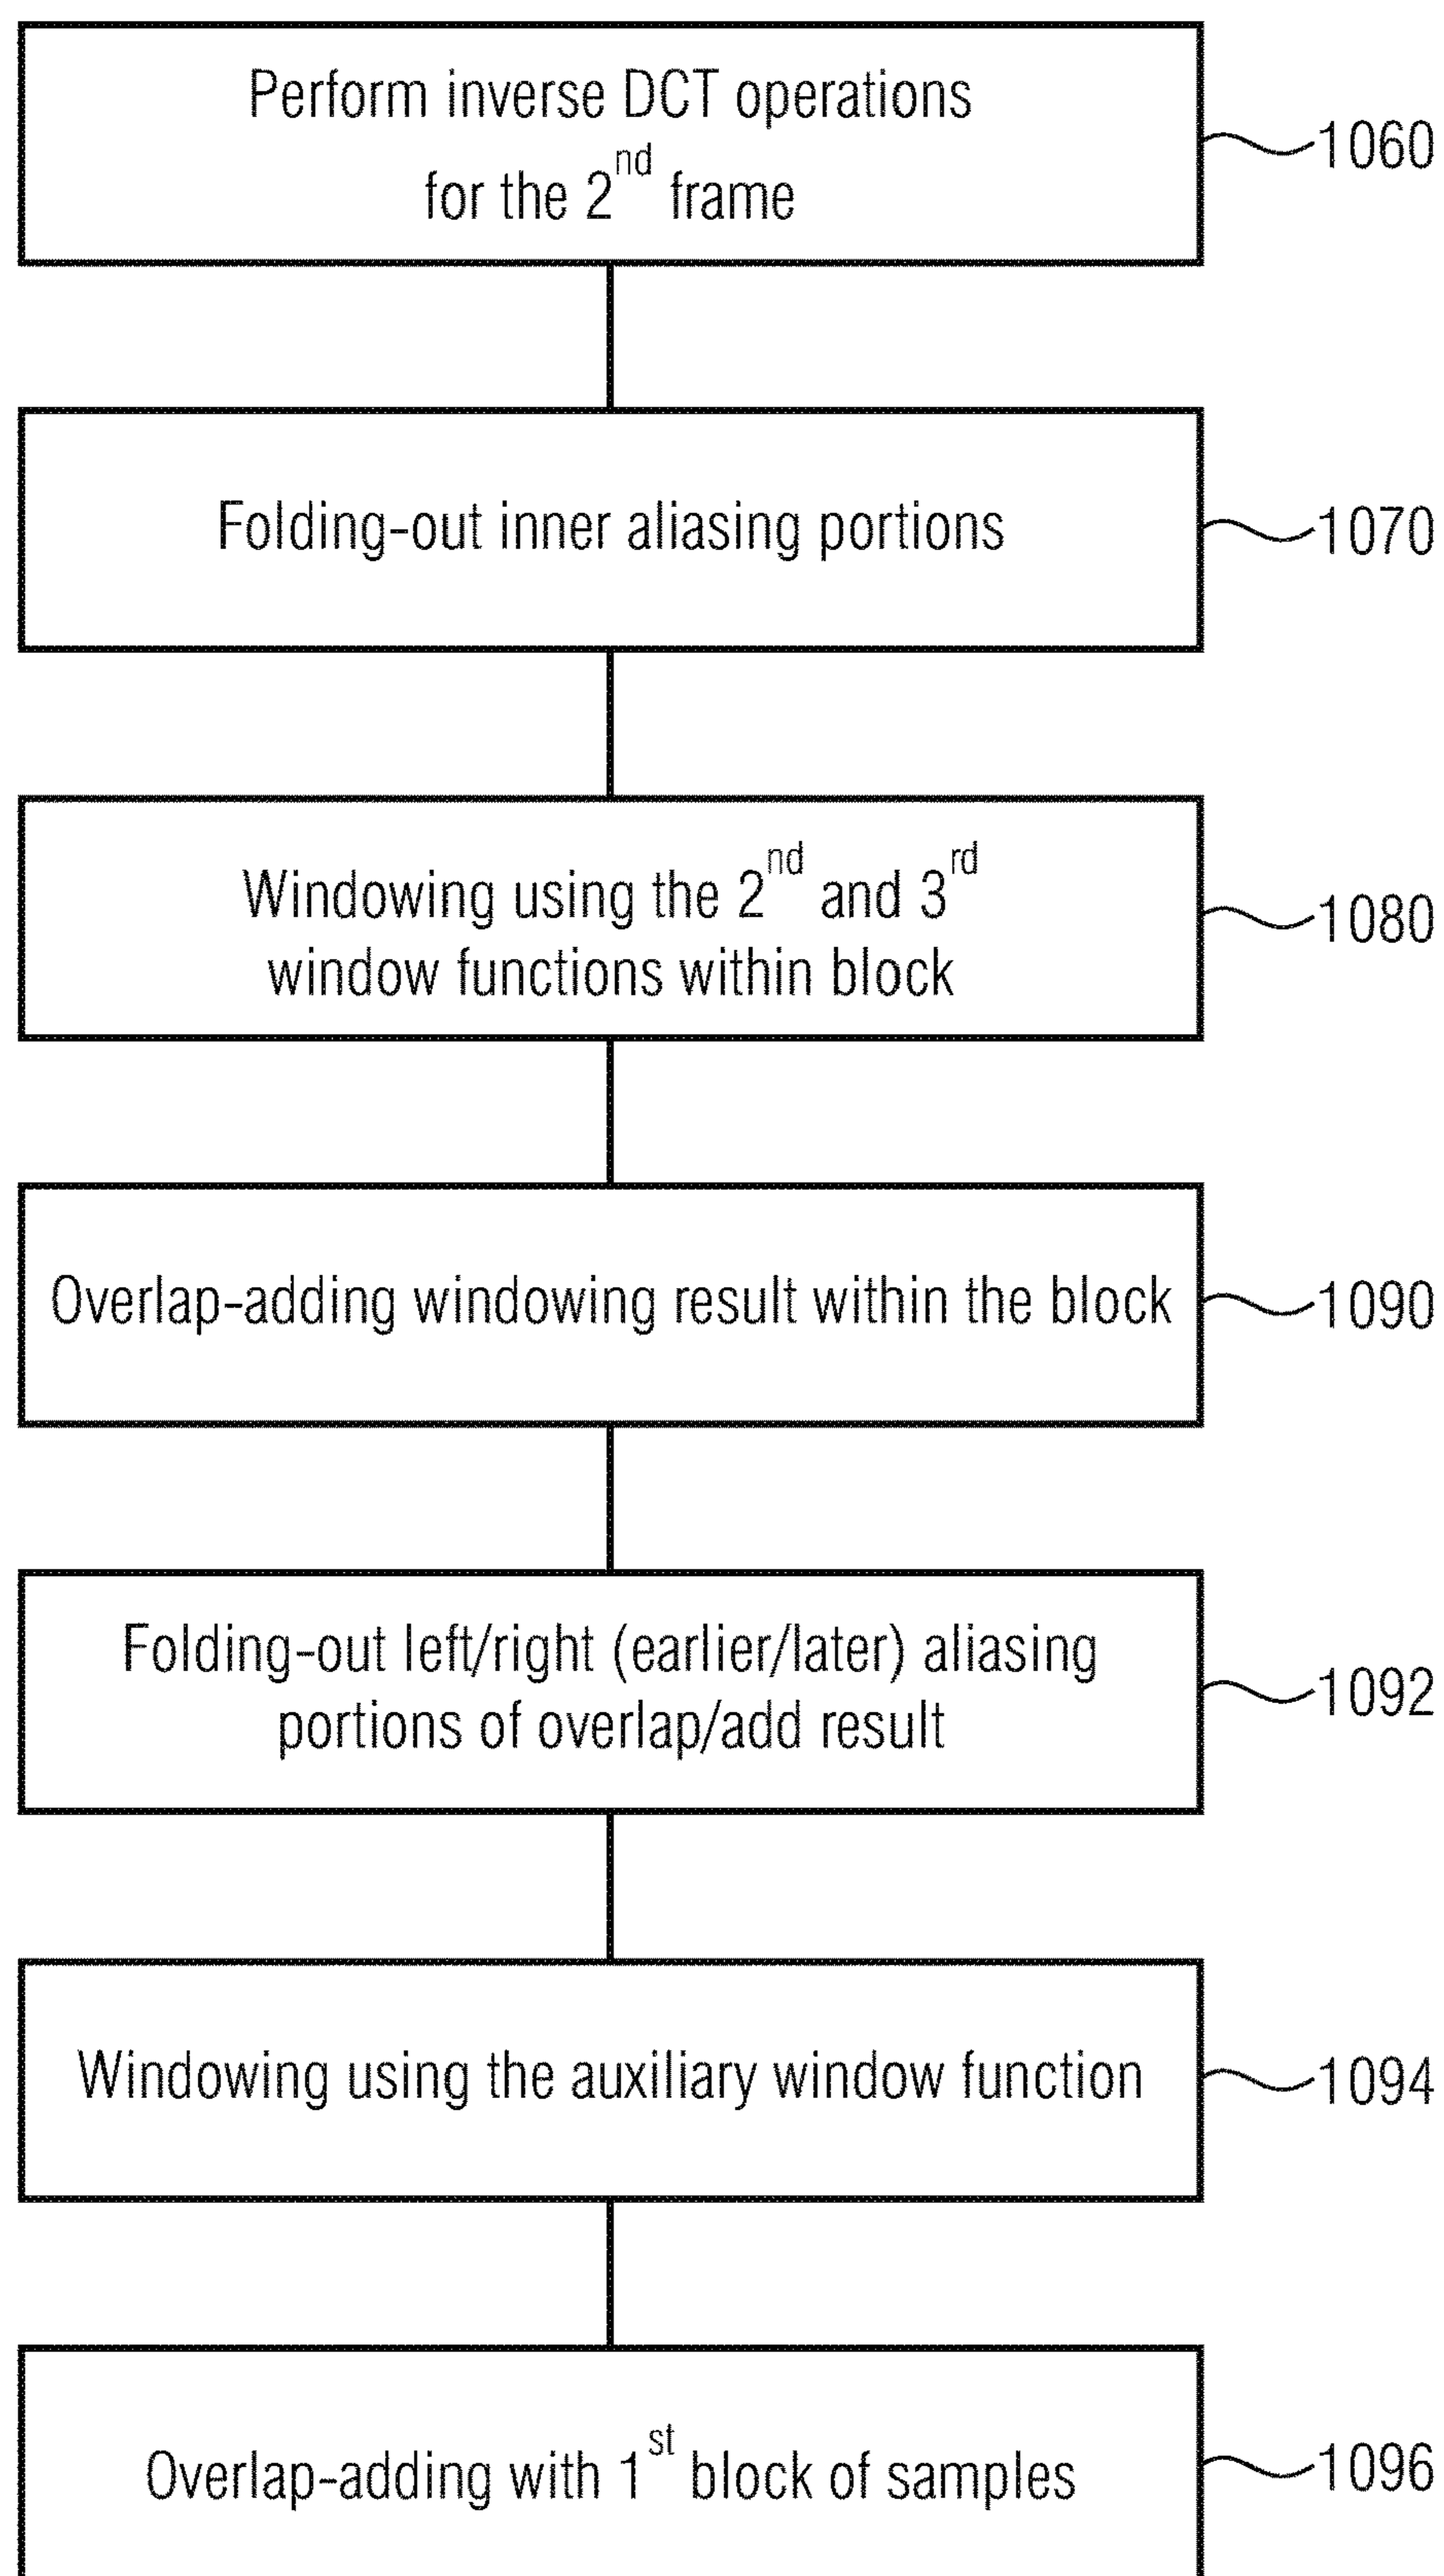 Perform inverse DCT operations
for the 2nd frame
1060
Folding-out inner aliasing portions
1070
Windowing using the 2nd and 3rd
window functions within block
1080
Overlap-adding windowing result within the block
1090
Folding-out left/right (earlier/later) aliasing
portions of overlap/add result
1092
Windowing using the auxiliary window function
1094
Overlap-adding with 1st block of samples
1096